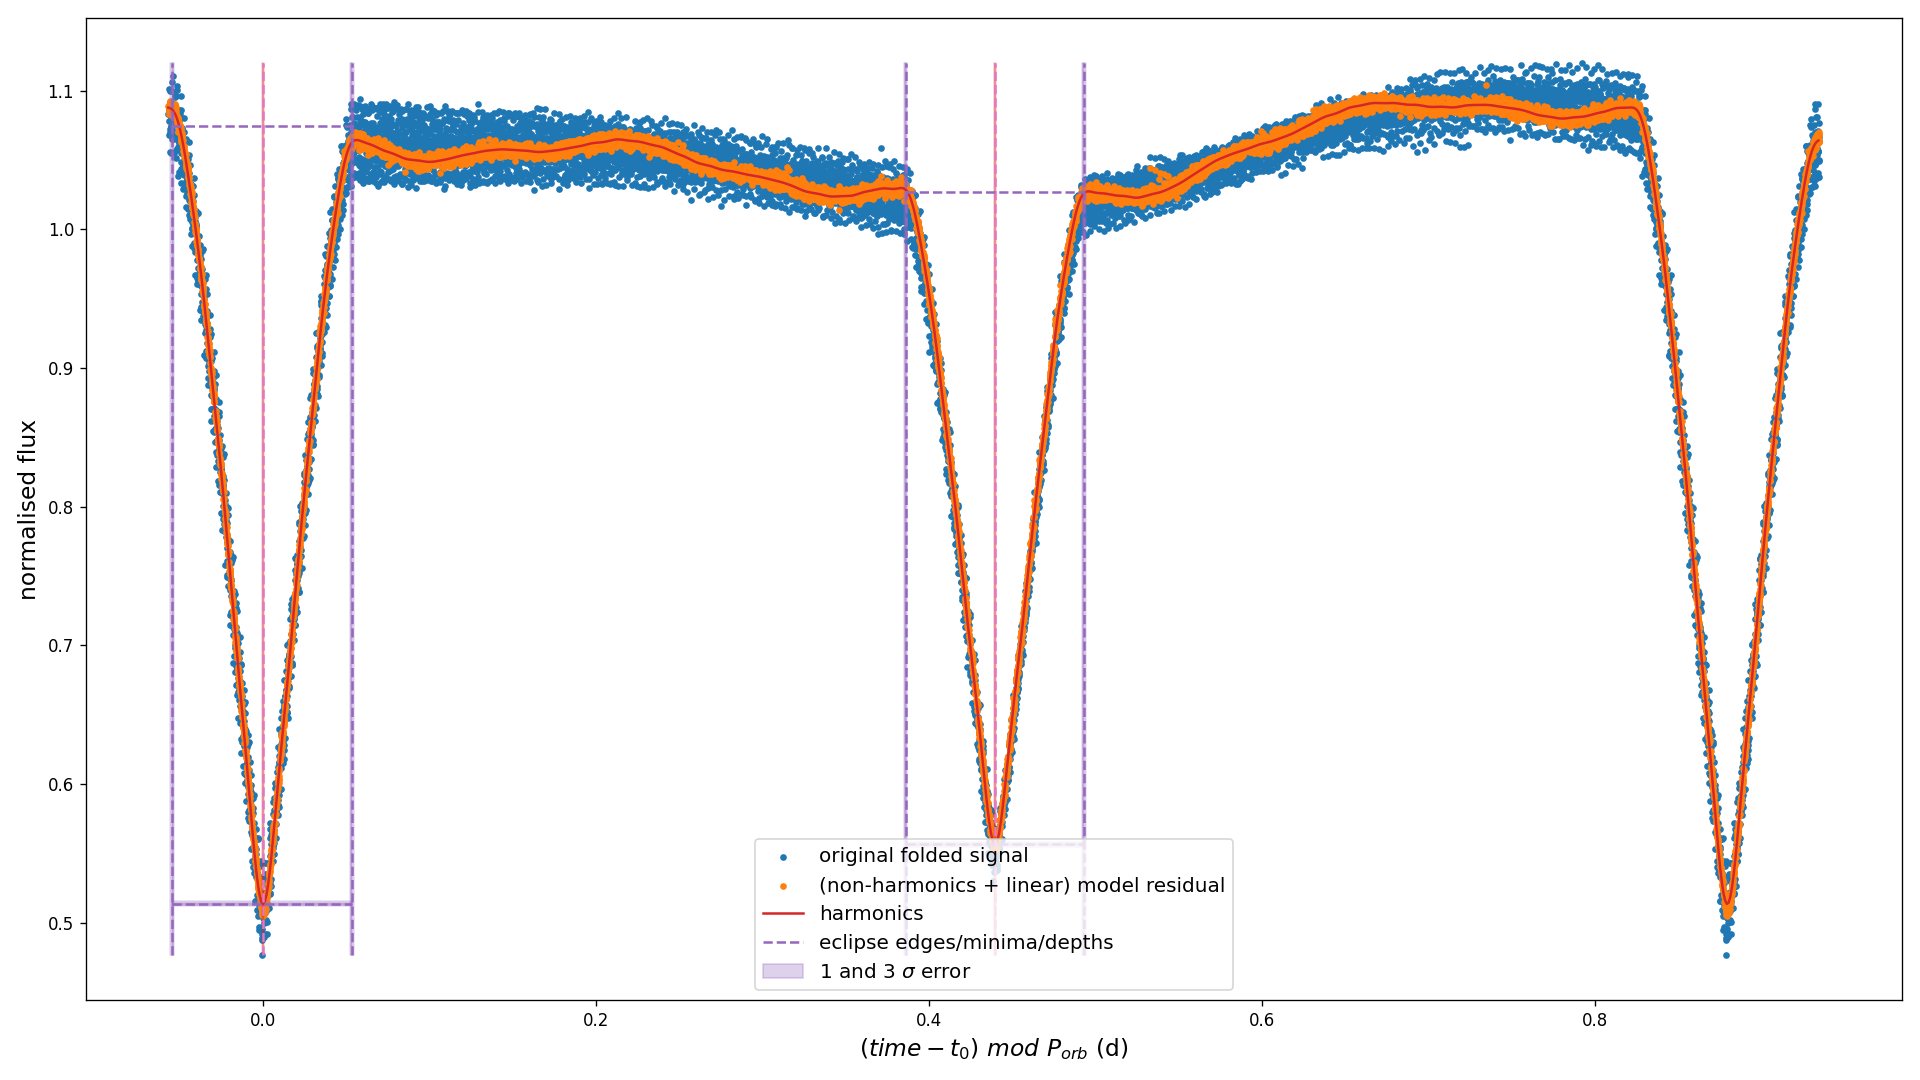 normalised flux
1.1
1.0
0.9
0.8
0.7
0.6
0.5
original folded signal
(non-harmonics + linear) model residual
harmonics
eclipse edges/minima/depths
1 and 3 σ error
0.0 0.2 0.4 0.6 0.8
(time − t₀) mod P_orb (d)